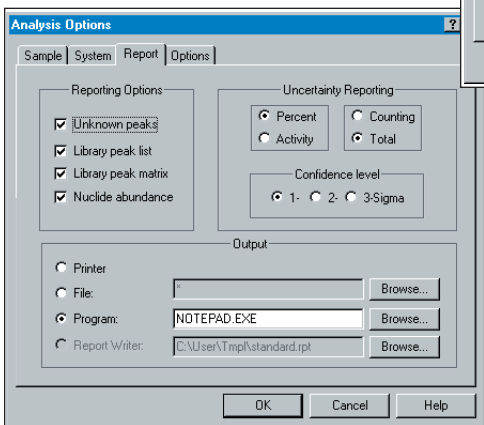 Analysis Options ?
Sample System Report Options
Reporting Options
Unknown peaks
Library peak list
Library peak matrix
Nuclide abundance
Uncertainty Reporting
Percent
Activity
Counting
Total
Confidence level
1- 2- 3-Sigma
Output
Printer
File: * Browse...
Program: NOTEPAD.EXE Browse...
Report Writer: C:\User\Tmpl\standard.rpt Browse...
OK Cancel Help